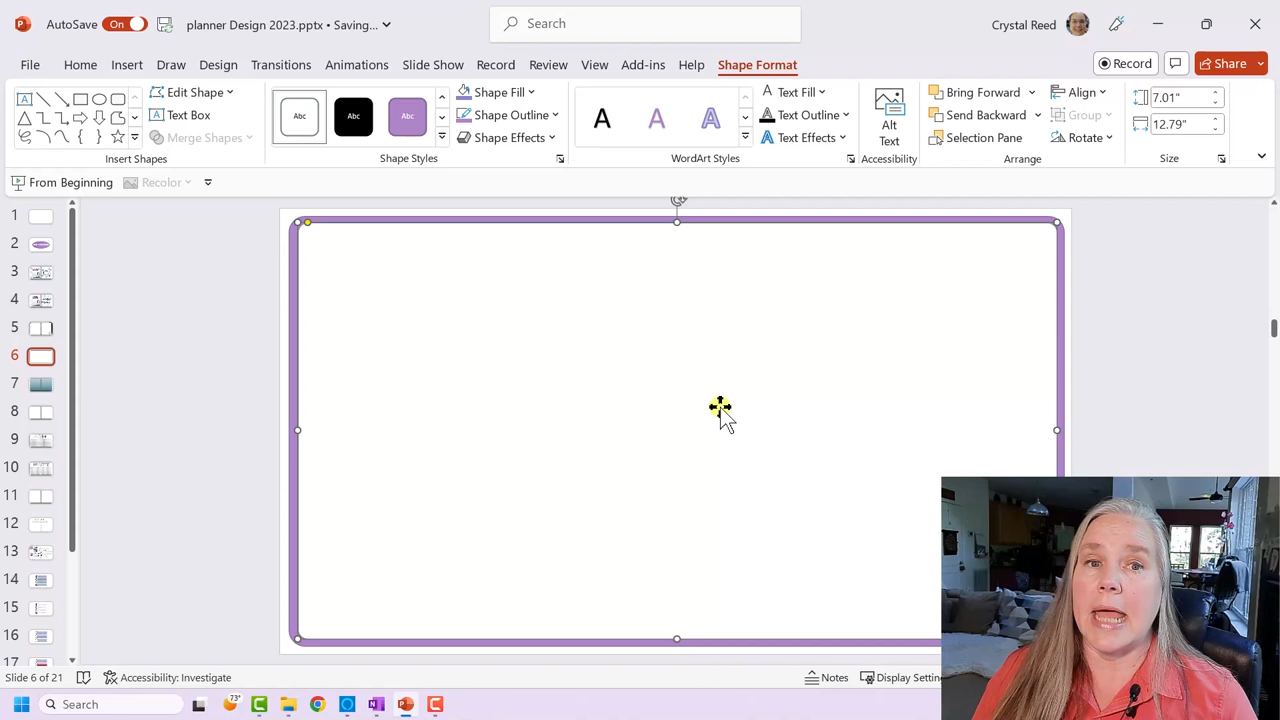 AutoSave On planner Design 2023.pptx • Saving... Search Crystal Reed
File Home Insert Draw Design Transitions Animations Slide Show Record Review View Add-ins Help Shape Format Record Share
Edit Shape
Text Box
Merge Shapes
Insert Shapes
Abc Abc Abc
Shape Fill
Shape Outline
Shape Effects
Shape Styles
A A A
Text Fill
Text Outline
Text Effects
WordArt Styles
Alt
Text
Accessibility
Bring Forward
Send Backward
Selection Pane
Align
Group
Rotate
Arrange
7.01"
12.79"
Size
From Beginning Recolor
1
2
3
4
5
6
7
8
9
10
11
12
13
14
15
16
17
Slide 6 of 21 Accessibility: Investigate Notes Display Settin
Search 73°